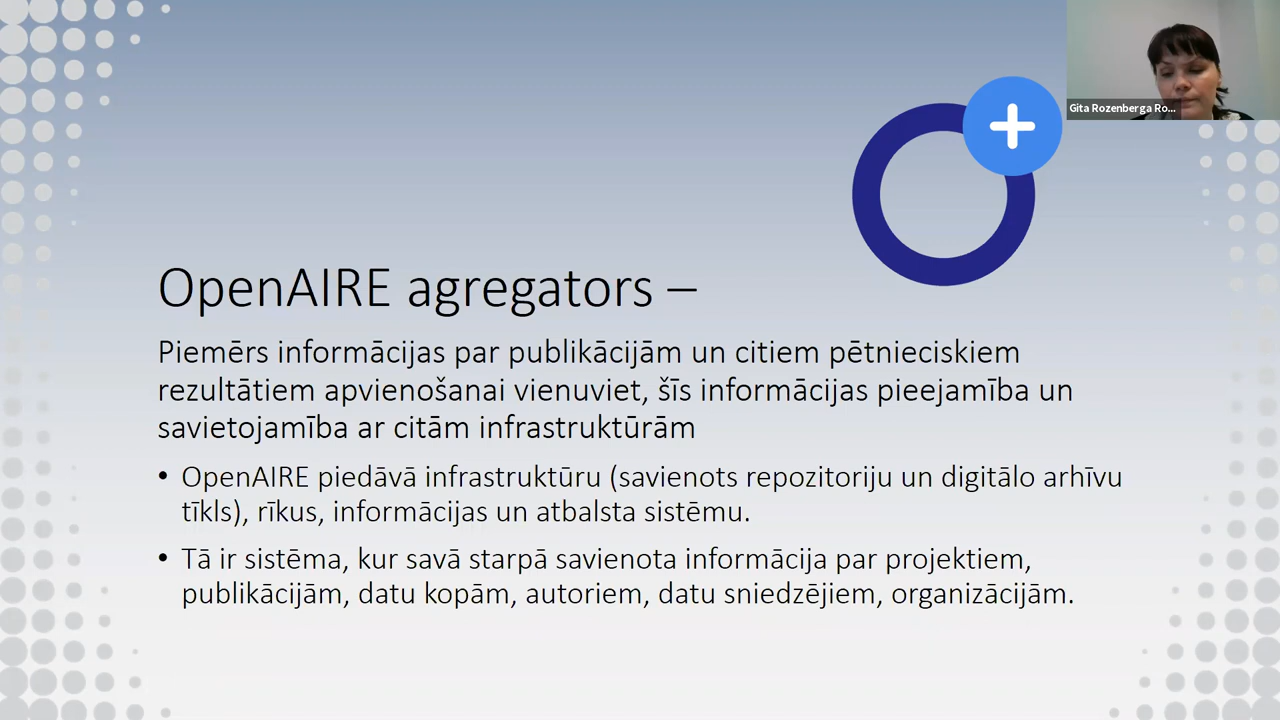 Gita Rozenberga Ro...
OpenAIRE agregators –
Piemērs informācijas par publikācijām un citiem pētnieciskiem
rezultātiem apvienošanai vienuviet, šīs informācijas pieejamība un
savietojamība ar citām infrastruktūrām
• OpenAIRE piedāvā infrastruktūru (savienots repozitoriju un digitālo arhīvu
tīkls), rīkus, informācijas un atbalsta sistēmu.
• Tā ir sistēma, kur savā starpā savienota informācija par projektiem,
publikācijām, datu kopām, autoriem, datu sniedzējiem, organizācijām.